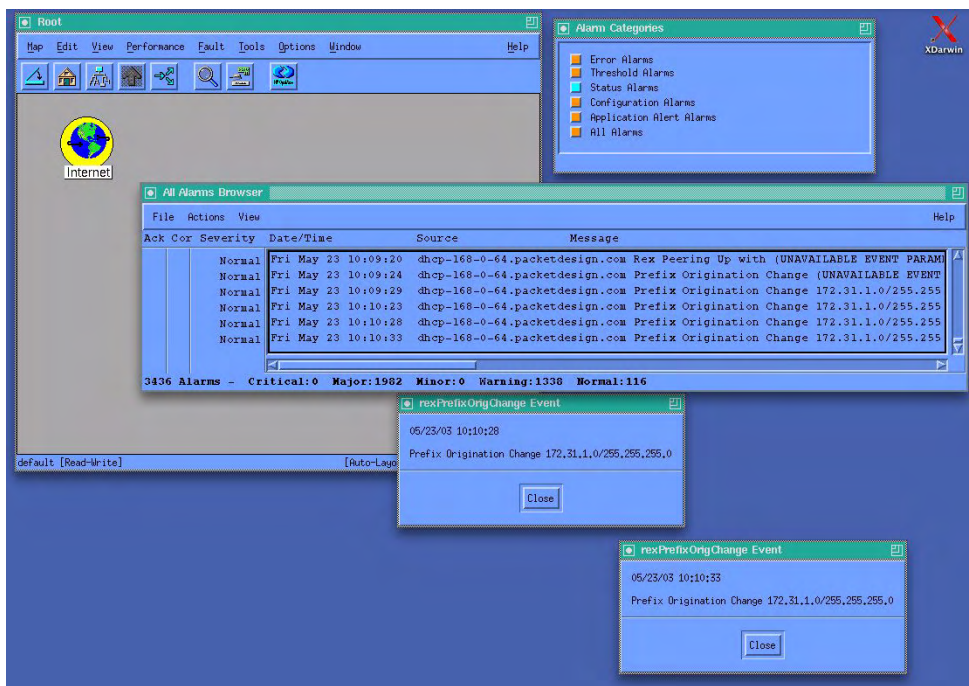 Root
Map Edit View Performance Fault Tools Options Window Help
Internet
default [Read-Write] [Auto-Layo
Alarm Categories
Error Alarms
Threshold Alarms
Status Alarms
Configuration Alarms
Application Alert Alarms
All Alarms
XDarwin
All Alarms Browser
File Actions View Help
Ack Cor Severity Date/Time Source Message
Normal Fri May 23 10:09:20 dhcp-168-0-64.packetdesign.com Rex Peering Up with (UNAVAILABLE EVENT PARAM
Normal Fri May 23 10:09:24 dhcp-168-0-64.packetdesign.com Prefix Origination Change (UNAVAILABLE EVENT
Normal Fri May 23 10:09:29 dhcp-168-0-64.packetdesign.com Prefix Origination Change 172.31.1.0/255.255
Normal Fri May 23 10:10:23 dhcp-168-0-64.packetdesign.com Prefix Origination Change 172.31.1.0/255.255
Normal Fri May 23 10:10:28 dhcp-168-0-64.packetdesign.com Prefix Origination Change 172.31.1.0/255.255
Normal Fri May 23 10:10:33 dhcp-168-0-64.packetdesign.com Prefix Origination Change 172.31.1.0/255.255
3436 Alarms - Critical:0 Major:1982 Minor:0 Warning:1338 Normal:116
rexPrefixOrigChange Event
05/23/03 10:10:28
Prefix Origination Change 172.31.1.0/255.255.255.0
Close
rexPrefixOrigChange Event
05/23/03 10:10:33
Prefix Origination Change 172.31.1.0/255.255.255.0
Close